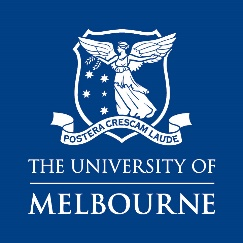 POSTERA CRESCAM LAUDE
THE UNIVERSITY OF
MELBOURNE